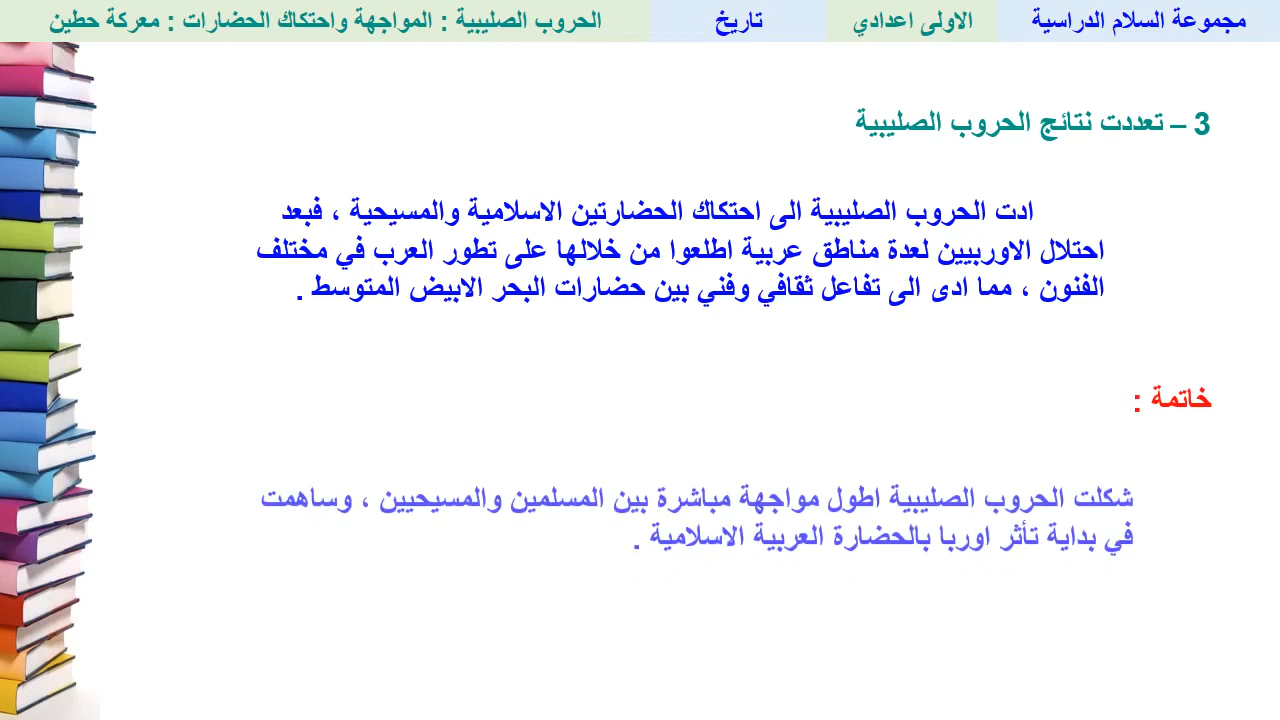 مجموعة السلام الدراسية
الاولى اعدادي
تاريخ
الحروب الصليبية : المواجهة واحتكاك الحضارات : معركة حطين
3 – تعددت نتائج الحروب الصليبية
ادت الحروب الصليبية الى احتكاك الحضارتين الاسلامية والمسيحية ، فبعد
احتلال الاوربيين لعدة مناطق عربية اطلعوا من خلالها على تطور العرب في مختلف
الفنون ، مما ادى الى تفاعل ثقافي وفني بين حضارات البحر الابيض المتوسط .
خاتمة :
شكلت الحروب الصليبية اطول مواجهة مباشرة بين المسلمين والمسيحيين ، وساهمت
في بداية تأثر اوربا بالحضارة العربية الاسلامية .